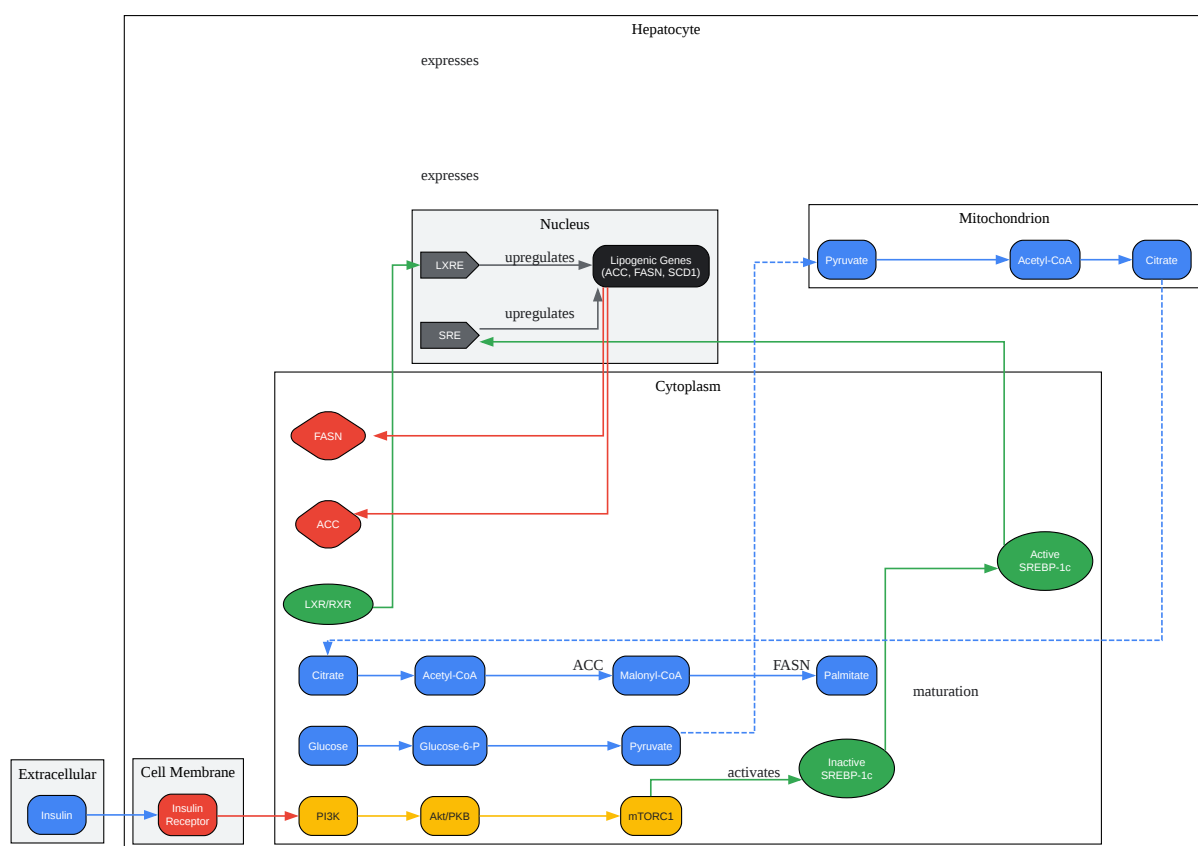 Hepatocyte
expresses
expresses
Nucleus
Mitochondrion
LXRE
upregulates
Lipogenic Genes
(ACC, FASN, SCD1)
Pyruvate
Acetyl-CoA
Citrate
upregulates
SRE
Cytoplasm
FASN
ACC
Active
SREBP-1c
LXR/RXR
Citrate
Acetyl-CoA
ACC
Malonyl-CoA
FASN
Palmitate
maturation
Glucose
Glucose-6-P
Pyruvate
Inactive
SREBP-1c
activates
Extracellular
Cell Membrane
Insulin
Insulin
Receptor
PI3K
Akt/PKB
mTORC1